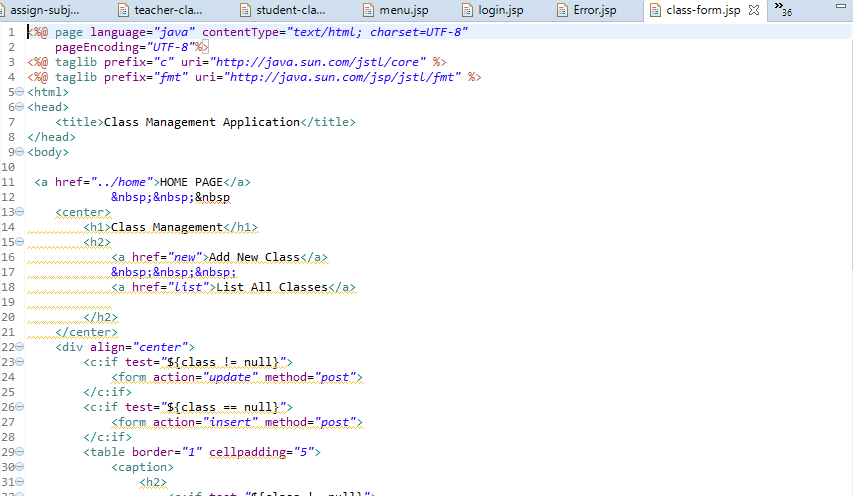 assign-subj... teacher-cla... student-cla... menu.jsp login.jsp Error.jsp class-form.jsp »36
1 <%@ page language="java" contentType="text/html; charset=UTF-8"
2     pageEncoding="UTF-8"%>
3 <%@ taglib prefix="c" uri="http://java.sun.com/jstl/core" %>
4 <%@ taglib prefix="fmt" uri="http://java.sun.com/jsp/jstl/fmt" %>
5 <html>
6 <head>
7     <title>Class Management Application</title>
8 </head>
9 <body>
10
11  <a href="../home">HOME PAGE</a>
12             &nbsp;&nbsp;&nbsp
13     <center>
14         <h1>Class Management</h1>
15         <h2>
16             <a href="new">Add New Class</a>
17             &nbsp;&nbsp;&nbsp;
18             <a href="list">List All Classes</a>
19
20         </h2>
21     </center>
22     <div align="center">
23         <c:if test="${class != null}">
24             <form action="update" method="post">
25         </c:if>
26         <c:if test="${class == null}">
27             <form action="insert" method="post">
28         </c:if>
29         <table border="1" cellpadding="5">
30             <caption>
31                 <h2>